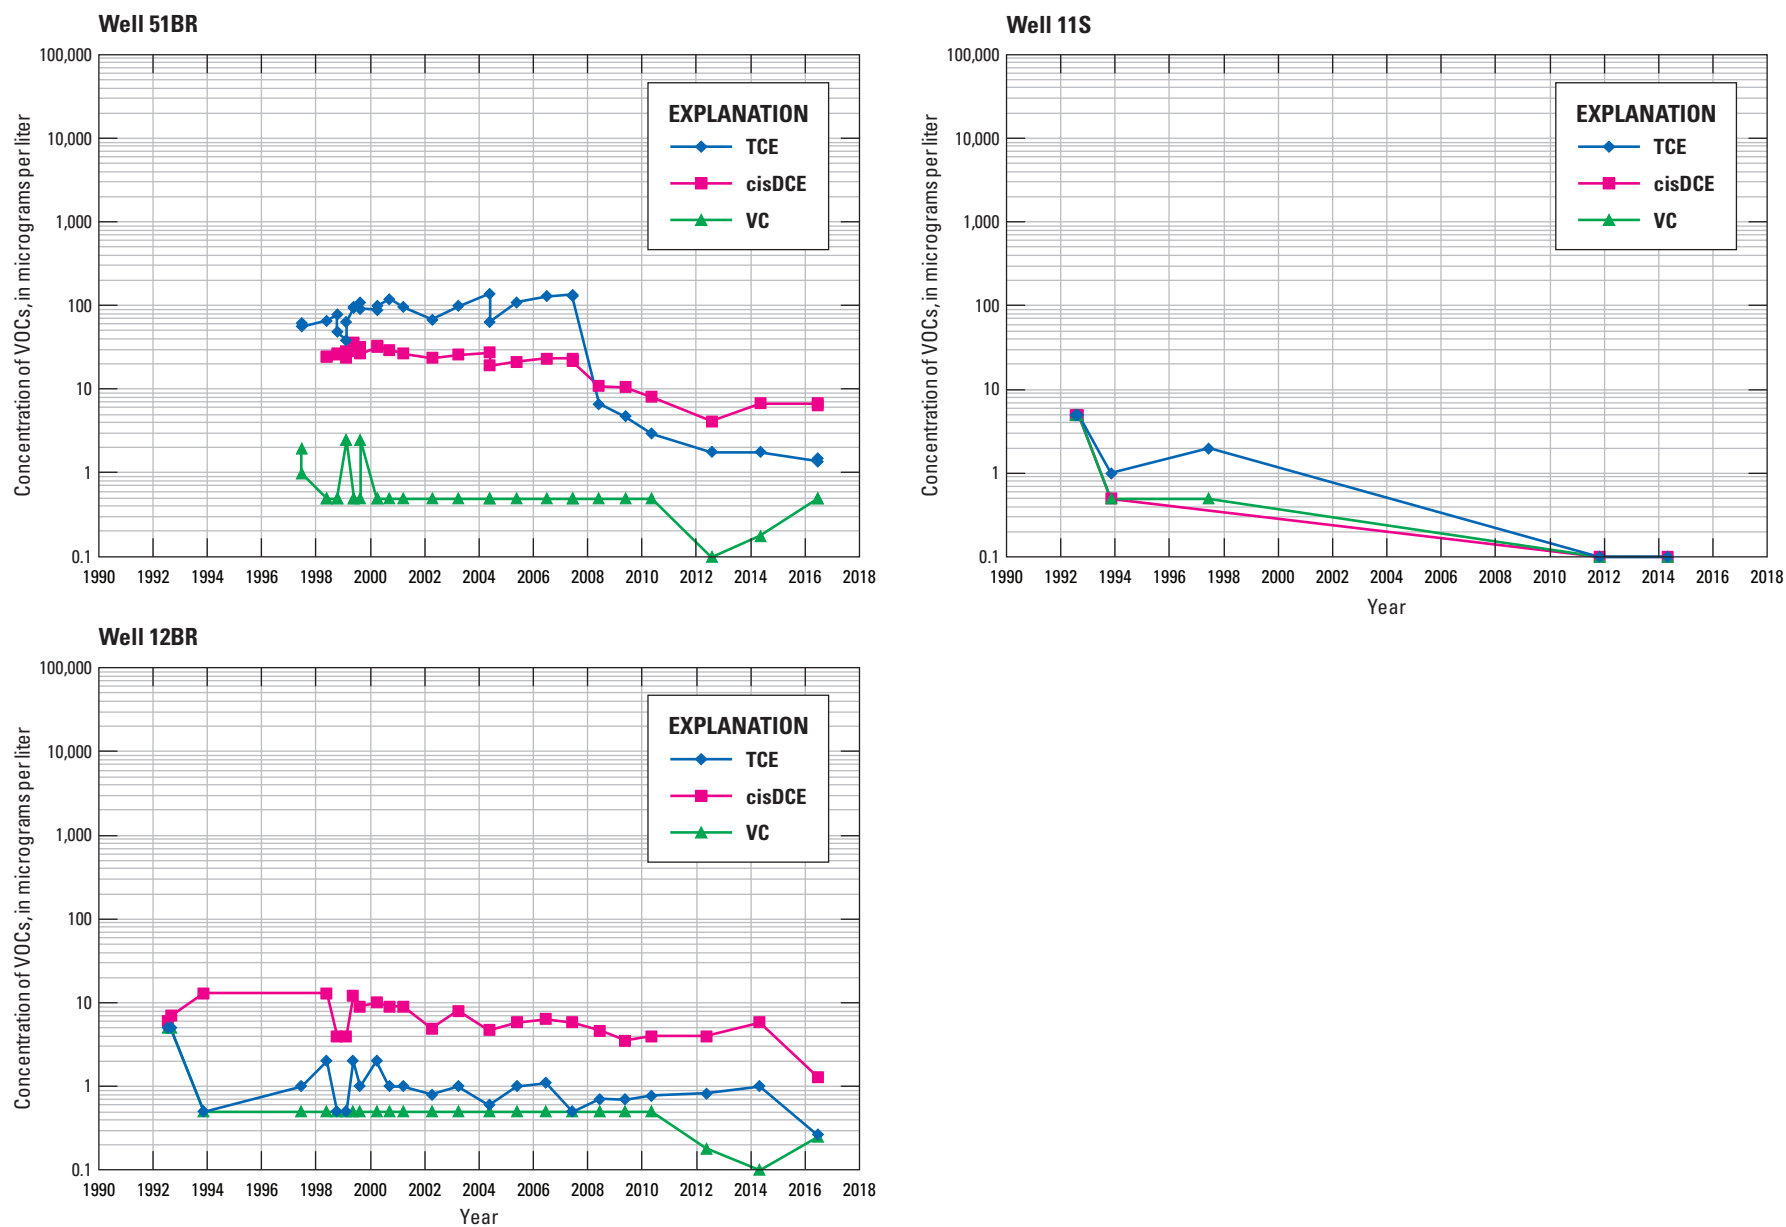 Well 51BR
Concentration of VOCs, in micrograms per liter
100,000
10,000
1,000
100
10
1
0.1
1990 1992 1994 1996 1998 2000 2002 2004 2006 2008 2010 2012 2014 2016 2018
EXPLANATION
TCE
cisDCE
VC
Well 11S
Concentration of VOCs, in micrograms per liter
100,000
10,000
1,000
100
10
1
0.1
1990 1992 1994 1996 1998 2000 2002 2004 2006 2008 2010 2012 2014 2016 2018
Year
EXPLANATION
TCE
cisDCE
VC
Well 12BR
Concentration of VOCs, in micrograms per liter
100,000
10,000
1,000
100
10
1
0.1
1990 1992 1994 1996 1998 2000 2002 2004 2006 2008 2010 2012 2014 2016 2018
Year
EXPLANATION
TCE
cisDCE
VC